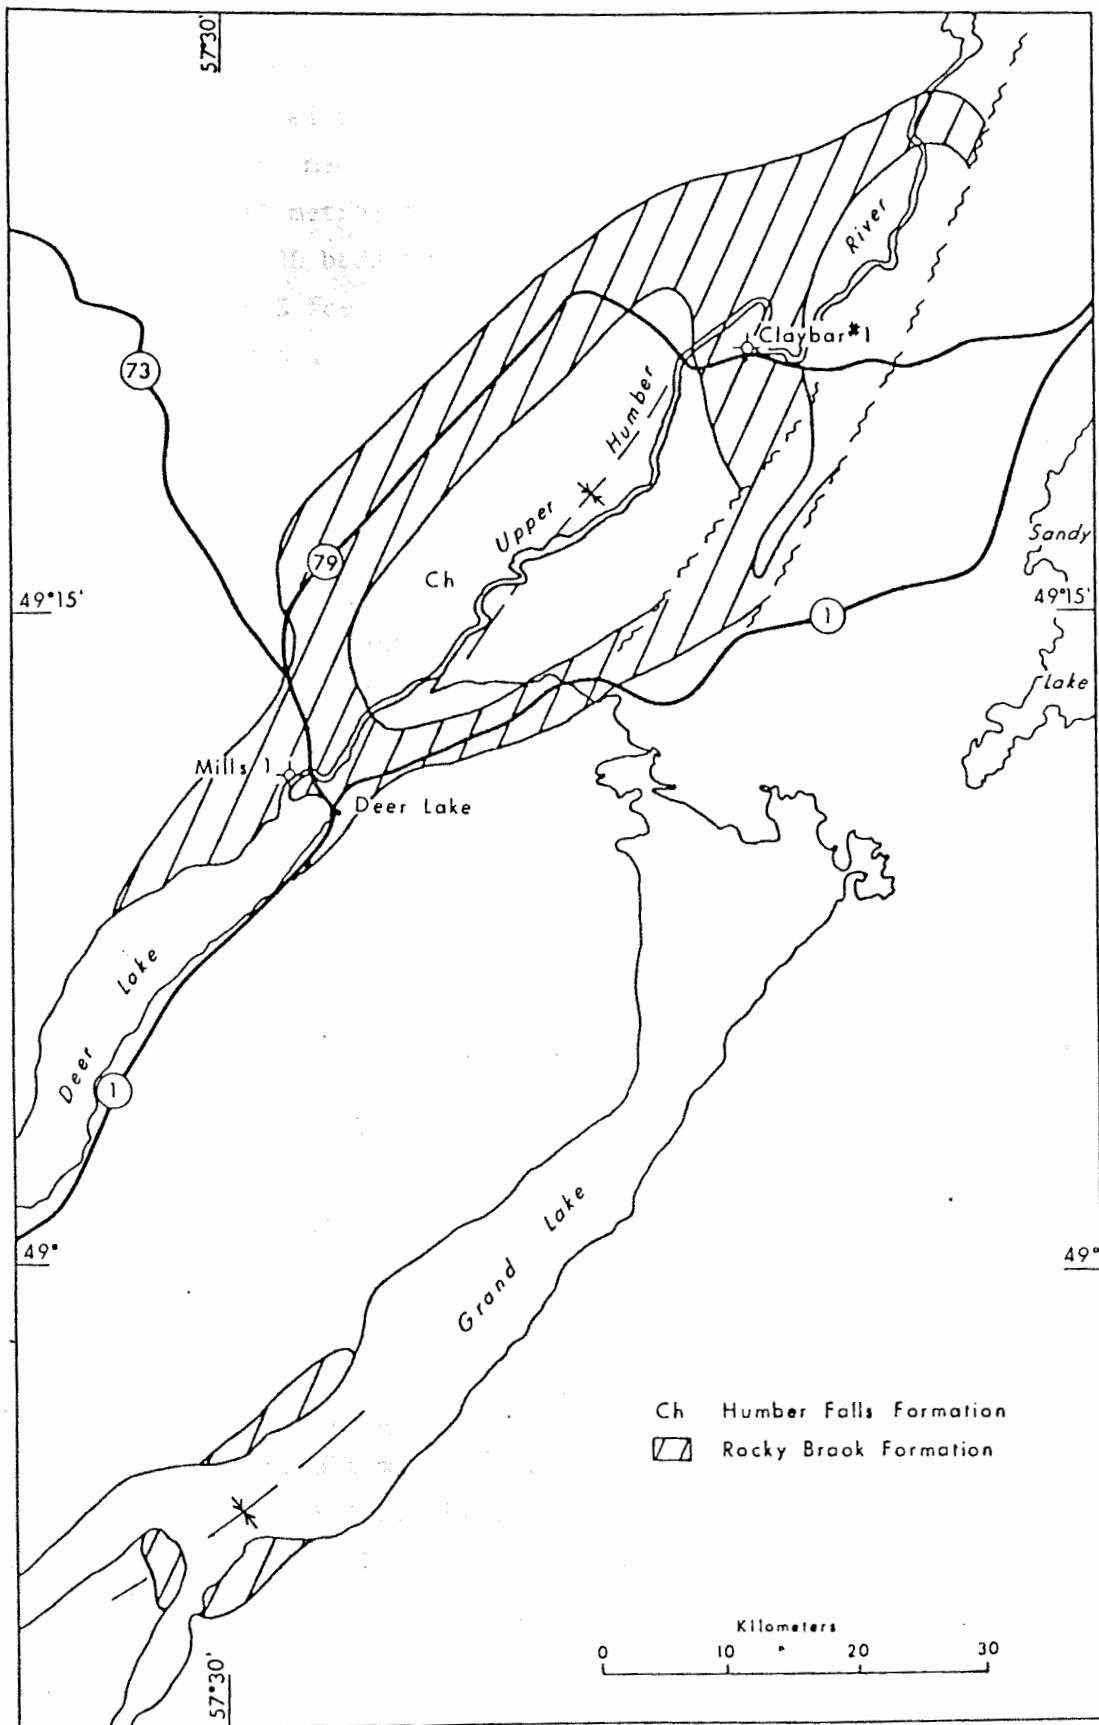 57°30'
River
Claybar #1
73
Humber
Upper
79
Ch
Sandy
49°15'
49°15'
1
Lake
Mills 1
Deer Lake
Lake
Deer
1
Lake
49°
49°
Grand
Ch Humber Falls Formation
Rocky Brook Formation
Kilometers
0 10 20 30
57°30'